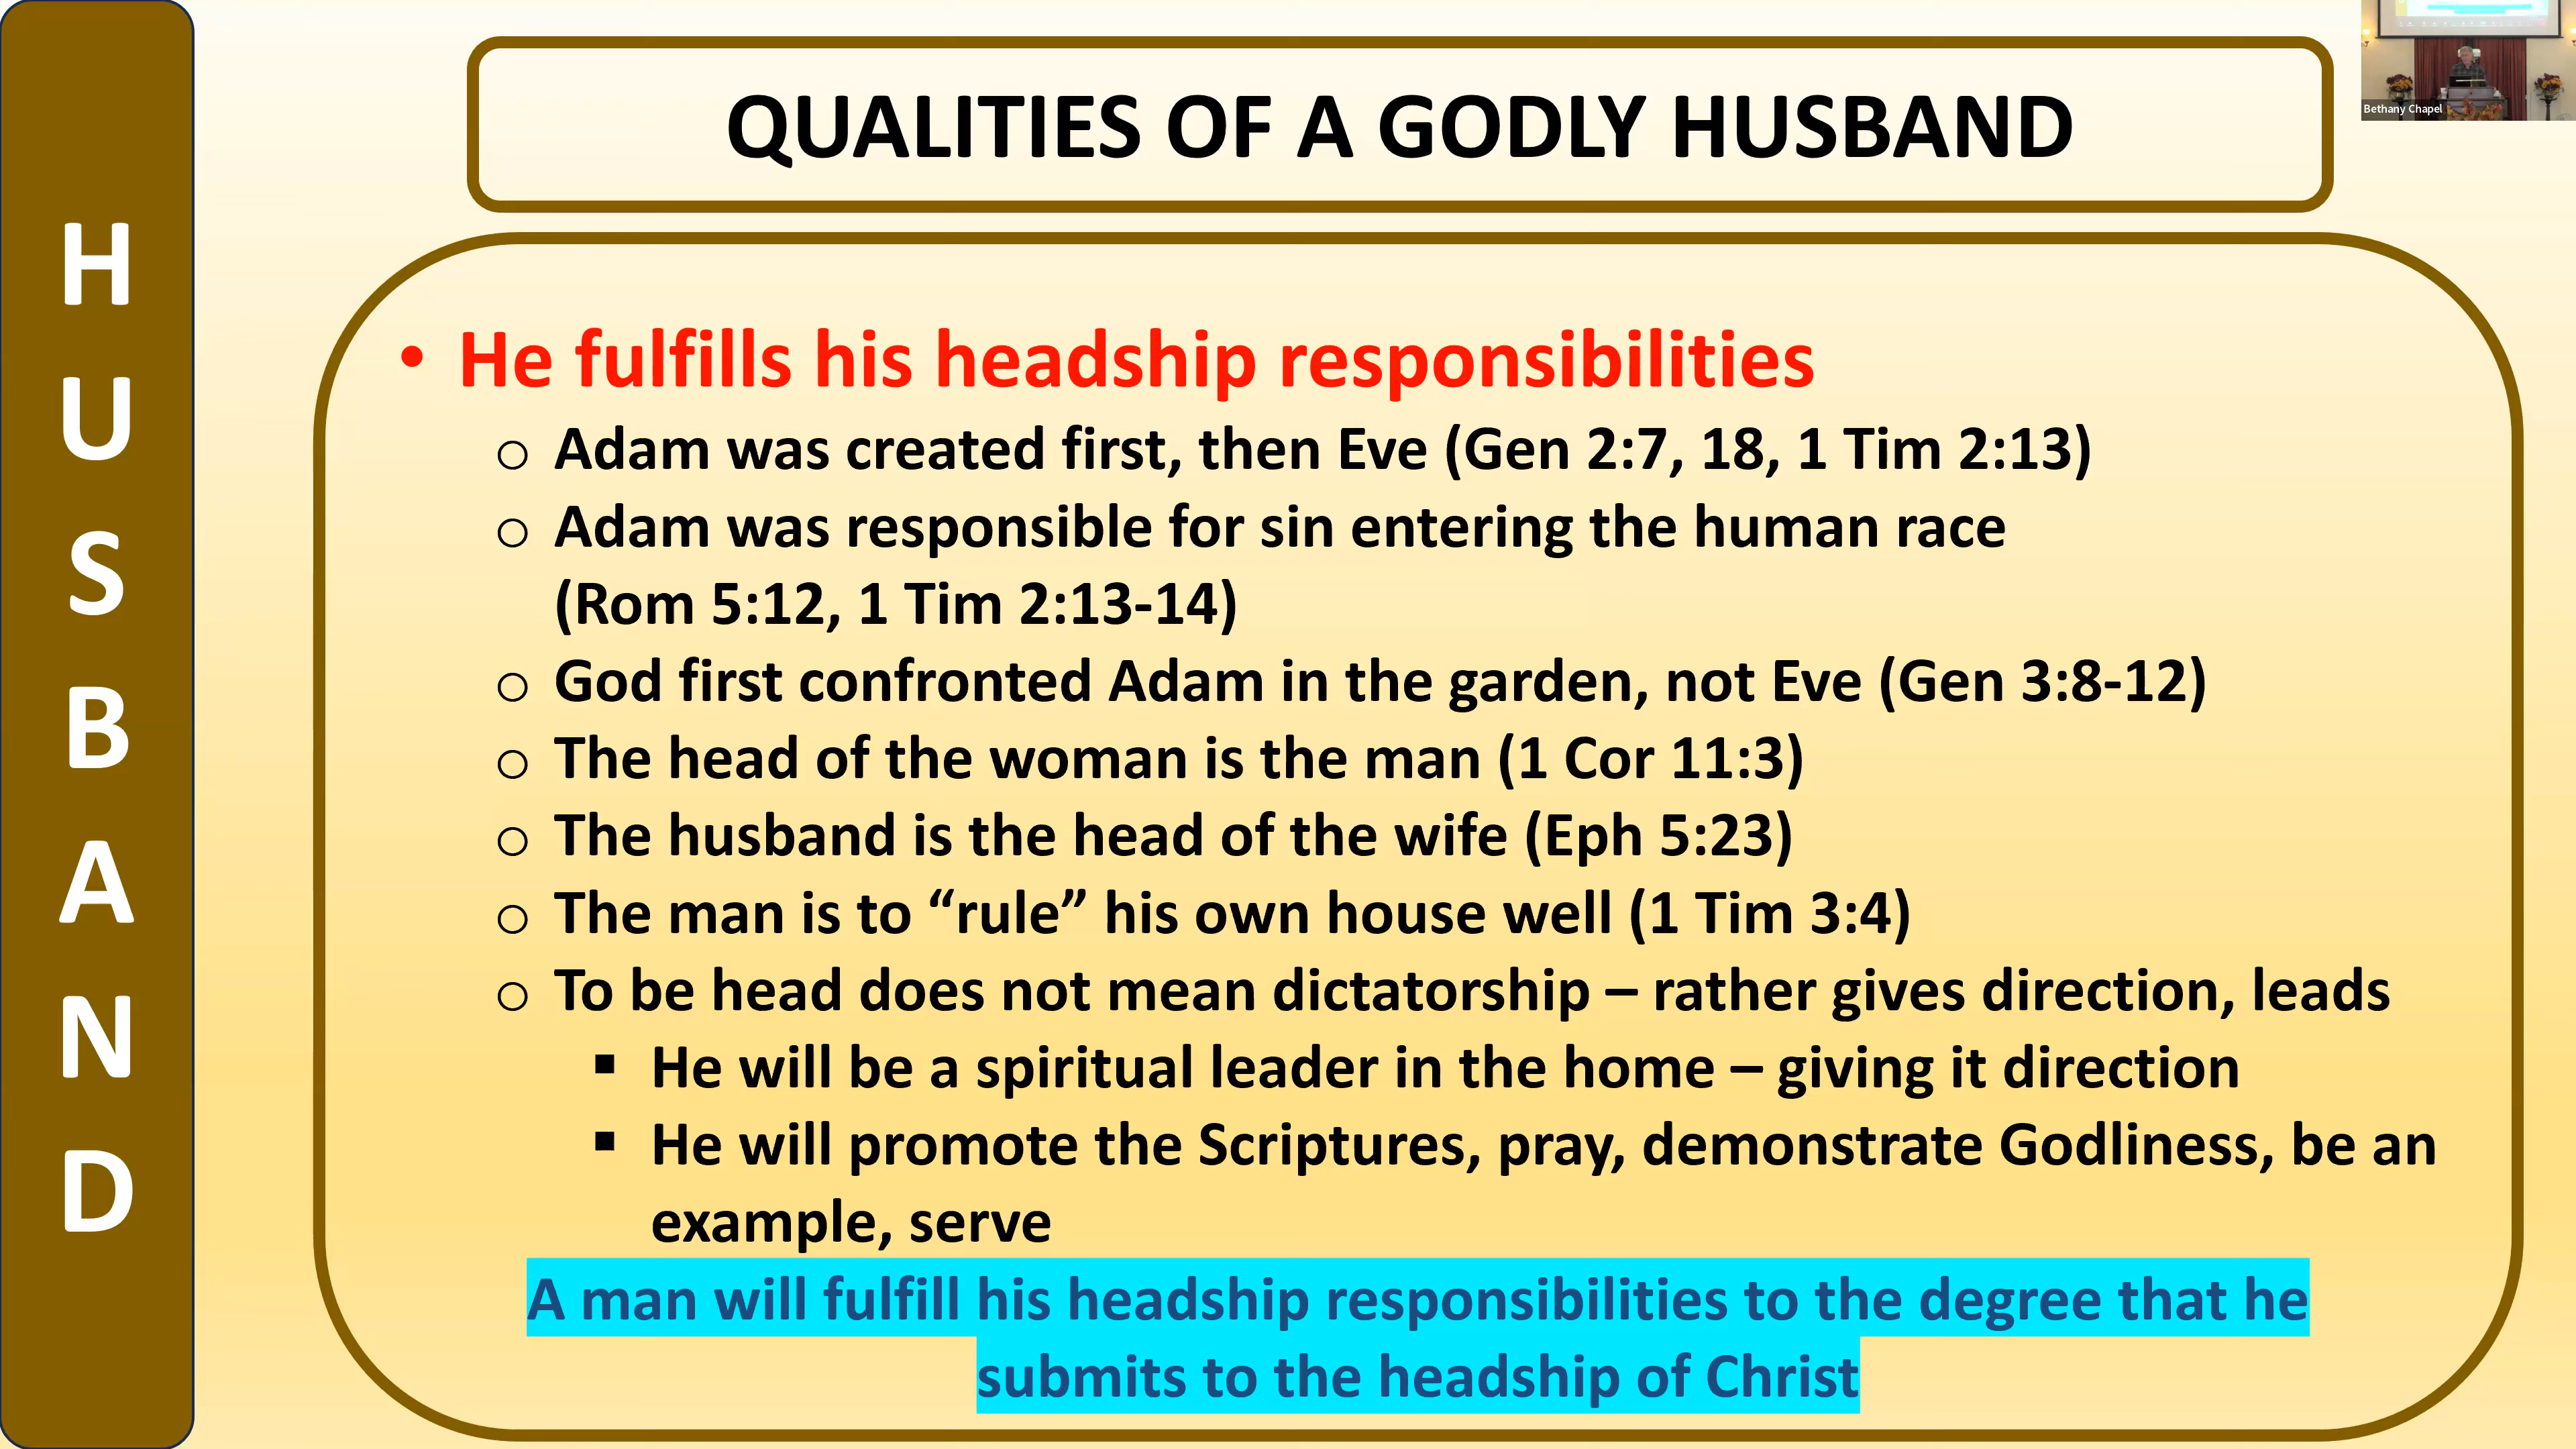 QUALITIES OF A GODLY HUSBAND
Bethany Chapel
H
U
S
B
A
N
D
• He fulfills his headship responsibilities
o Adam was created first, then Eve (Gen 2:7, 18, 1 Tim 2:13)
o Adam was responsible for sin entering the human race
(Rom 5:12, 1 Tim 2:13-14)
o God first confronted Adam in the garden, not Eve (Gen 3:8-12)
o The head of the woman is the man (1 Cor 11:3)
o The husband is the head of the wife (Eph 5:23)
o The man is to “rule” his own house well (1 Tim 3:4)
o To be head does not mean dictatorship – rather gives direction, leads
▪ He will be a spiritual leader in the home – giving it direction
▪ He will promote the Scriptures, pray, demonstrate Godliness, be an
example, serve
A man will fulfill his headship responsibilities to the degree that he
submits to the headship of Christ